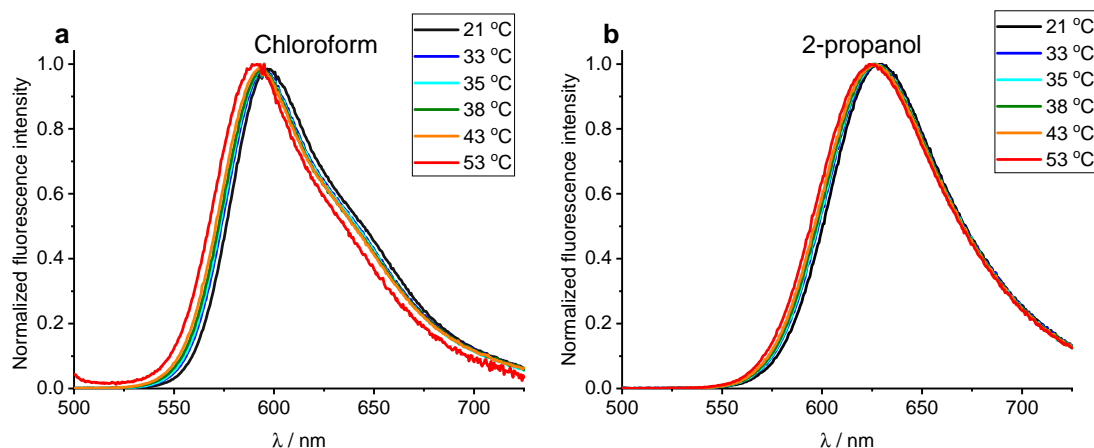 a
Chloroform
21 °C
33 °C
35 °C
38 °C
43 °C
53 °C
Normalized fluorescence intensity
1.0
0.8
0.6
0.4
0.2
0.0
500
550
600
650
700
λ / nm
b
2-propanol
21 °C
33 °C
35 °C
38 °C
43 °C
53 °C
Normalized fluorescence intensity
1.0
0.8
0.6
0.4
0.2
0.0
500
550
600
650
700
λ / nm